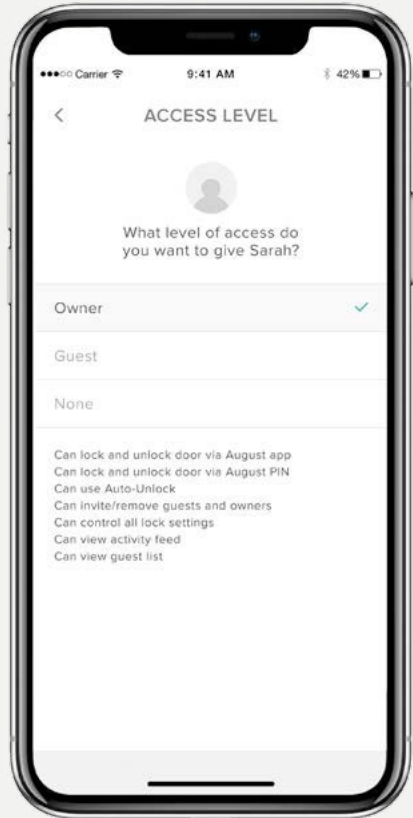 Carrier 9:41 AM 42%
ACCESS LEVEL
What level of access do
you want to give Sarah?
Owner
Guest
None
Can lock and unlock door via August app
Can lock and unlock door via August PIN
Can use Auto-Unlock
Can invite/remove guests and owners
Can control all lock settings
Can view activity feed
Can view guest list